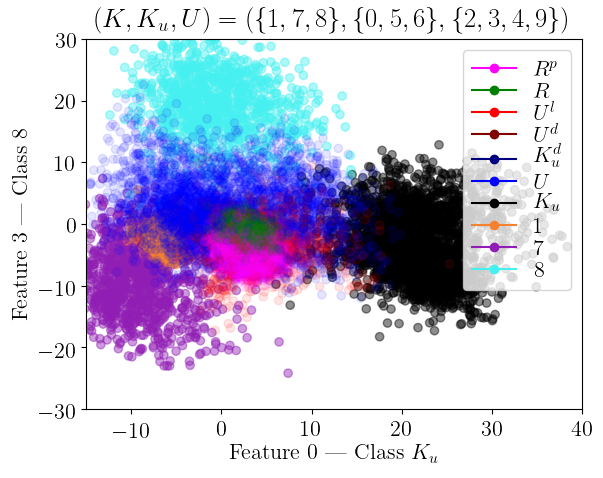 (K, K_u, U) = ({1, 7, 8}, {0, 5, 6}, {2, 3, 4, 9})
30
20
10
0
−10
−20
−30
Feature 3 — Class 8
−10
0
10
20
30
40
Feature 0 — Class K_u
R^p
R
U^l
U^d
K_u^d
U
K_u
1
7
8